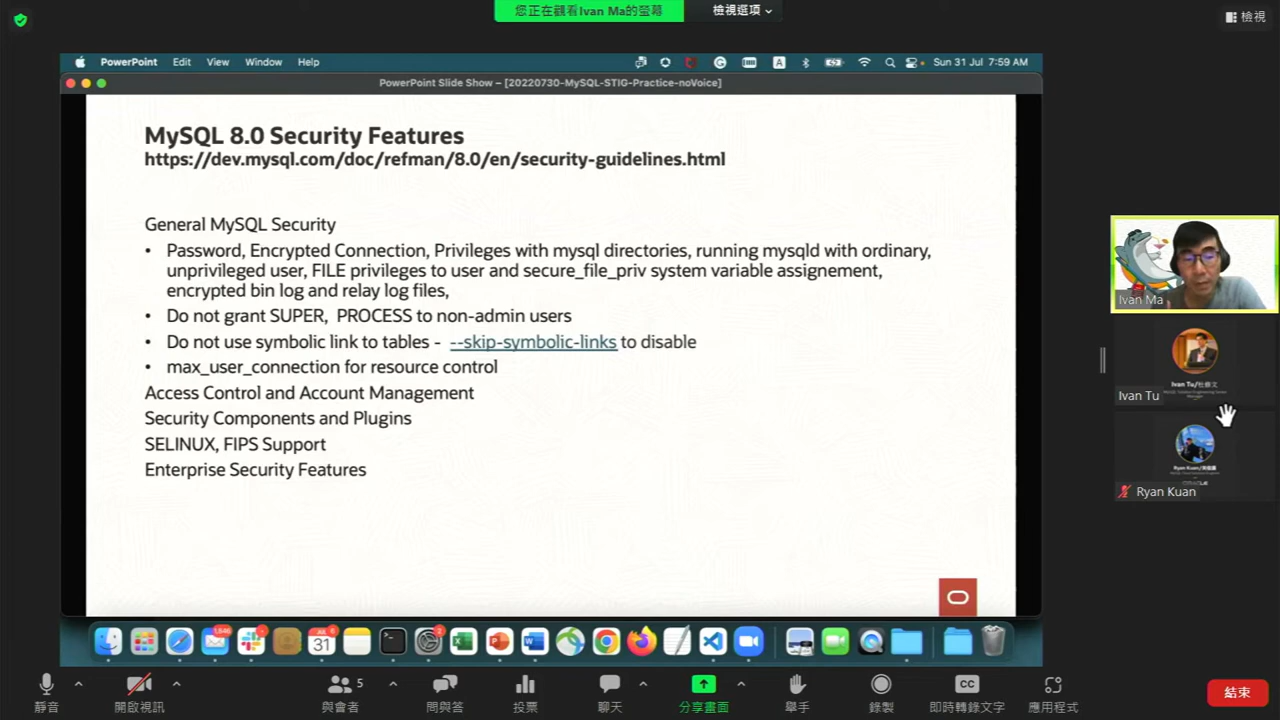 您正在觀看Ivan Ma的螢幕
檢視選項
檢視
PowerPoint Edit View Window Help
A
Sun 31 Jul 7:59 AM
PowerPoint Slide Show – [20220730-MySQL-STIG-Practice-noVoice]
MySQL 8.0 Security Features
https://dev.mysql.com/doc/refman/8.0/en/security-guidelines.html
General MySQL Security
• Password, Encrypted Connection, Privileges with mysql directories, running mysqld with ordinary,
unprivileged user, FILE privileges to user and secure_file_priv system variable assignement,
encrypted bin log and relay log files,
• Do not grant SUPER, PROCESS to non-admin users
• Do not use symbolic link to tables - --skip-symbolic-links to disable
• max_user_connection for resource control
Access Control and Account Management
Security Components and Plugins
SELINUX, FIPS Support
Enterprise Security Features
Ivan Ma
Ivan Tu
Ryan Kuan
JUL
31
靜音
開啟視訊
5
與會者
問與答
投票
聊天
分享畫面
舉手
錄製
CC
即時轉錄文字
應用程式
結束